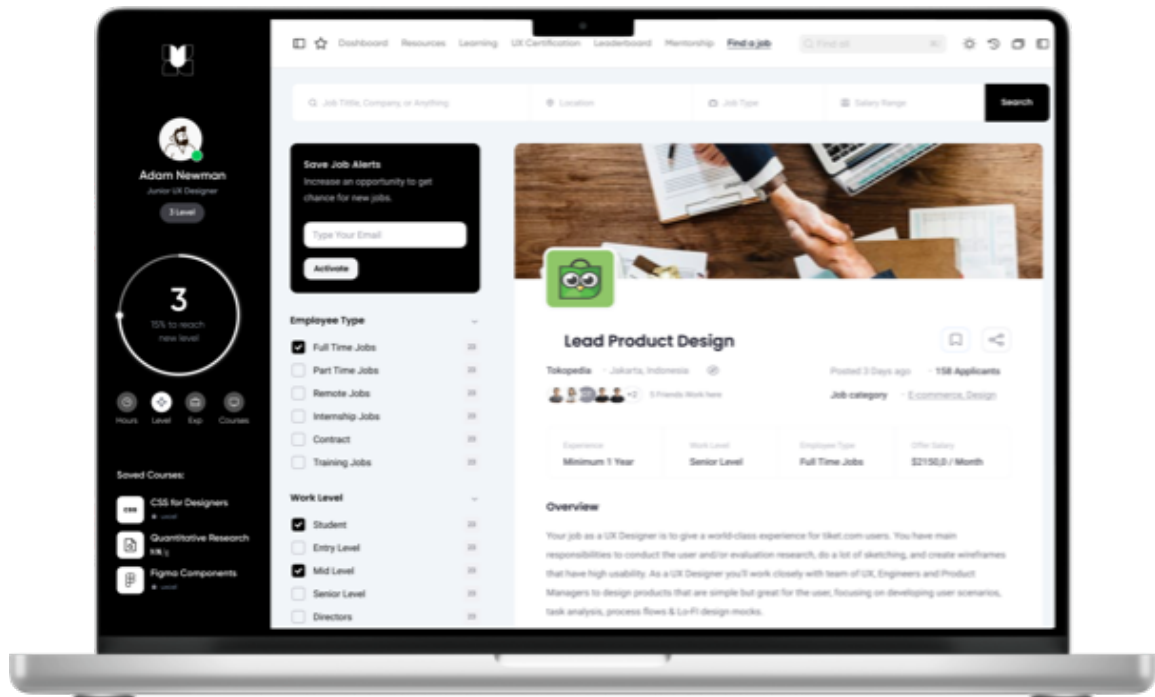 Dashboard Resources Learning UX Certification Leaderboard Mentorship Find a job Find all
Job Tittle, Company, or Anything Location Job Type Salary Range Search
Adam Newman
Junior UX Designer
3 Level
3
15% to reach
new level
Hours Level Exp Courses
Saved Courses:
CSS for Designers
Level
Quantitative Research
Figma Components
Level
Save Job Alerts
Increase an opportunity to get
chance for new jobs.
Type Your Email
Activate
Employee Type
Full Time Jobs
Part Time Jobs
Remote Jobs
Internship Jobs
Contract
Training Jobs
Work Level
Student
Entry Level
Mid Level
Senior Level
Directors
Lead Product Design
Tokopedia Jakarta, Indonesia Posted 3 Days ago 158 Applicants
+2 5 Friends Work here Job category E-commerce, Design
Experience Work Level Employee Type Offer Salary
Minimum 1 Year Senior Level Full Time Jobs $2150,0 / Month
Overview
Your job as a UX Designer is to give a world-class experience for tiket.com users. You have main
responsibilities to conduct the user and/or evaluation research, do a lot of sketching, and create wireframes
that have high usability. As a UX Designer you'll work closely with team of UX, Engineers and Product
Managers to design products that are simple but great for the user, focusing on developing user scenarios,
task analysis, process flows & Lo-Fi design mocks.